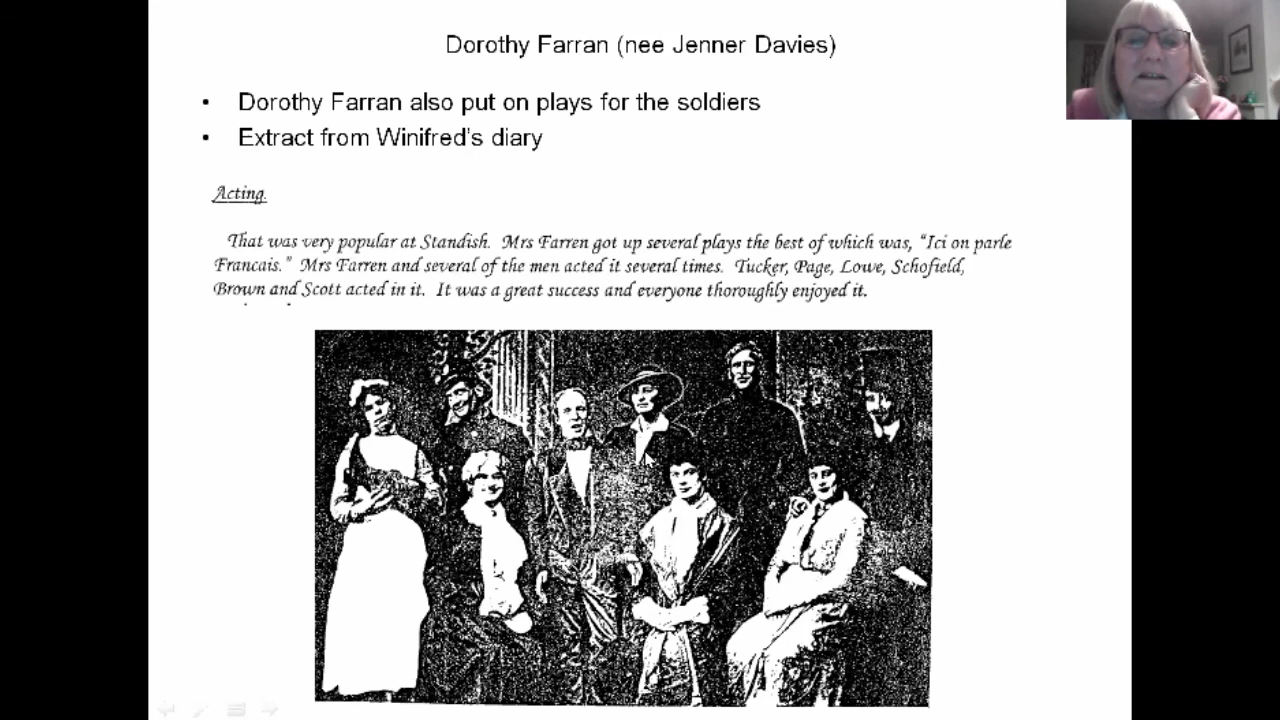 Dorothy Farran (nee Jenner Davies)
• Dorothy Farran also put on plays for the soldiers
• Extract from Winifred's diary
Acting.
That was very popular at Standish. Mrs Farren got up several plays the best of which was, "Ici on parle
Francais." Mrs Farren and several of the men acted it several times. Tucker, Page, Lowe, Schofield,
Brown and Scott acted in it. It was a great success and everyone thoroughly enjoyed it.